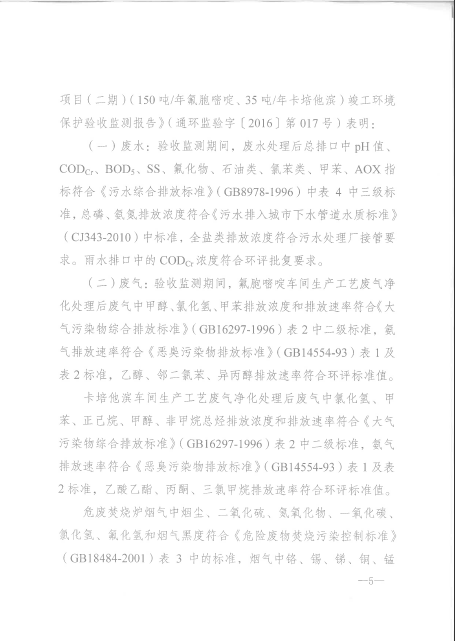 项目（二期）（150 吨/年氟胞嘧啶、35 吨/年卡培他滨）竣工环境
保护验收监测报告》（通环监验字［2016］第 017 号）表明：
（一）废水：验收监测期间，废水处理后总排口中 pH 值、
CODCr、BOD5、SS、氟化物、石油类、氯苯类、甲苯、AOX 指
标符合《污水综合排放标准》（GB8978-1996）中表 4 中三级标
准，总磷、氨氮排放浓度符合《污水排入城市下水管道水质标准》
（CJ343-2010）中标准，全盐类排放浓度符合污水处理厂接管要
求。雨水排口中的 CODCr 浓度符合环评批复要求。
（二）废气：验收监测期间，氟胞嘧啶车间生产工艺废气净
化处理后废气中甲醇、氯化氢、甲苯排放浓度和排放速率符合《大
气污染物综合排放标准》（GB16297-1996）表 2 中二级标准，氨
气排放速率符合《恶臭污染物排放标准》（GB14554-93）表 1 及
表 2 标准，乙醇、邻二氯苯、异丙醇排放速率符合环评标准值。
卡培他滨车间生产工艺废气净化处理后废气中氯化氢、甲
苯、正己烷、甲醇、非甲烷总烃排放浓度和排放速率符合《大气
污染物综合排放标准》（GB16297-1996）表 2 中二级标准，氨气
排放速率符合《恶臭污染物排放标准》（GB14554-93）表 1 及表
2 标准，乙酸乙酯、丙酮、三氯甲烷排放速率符合环评标准值。
危废焚烧炉烟气中烟尘、二氧化硫、氮氧化物、一氧化碳、
氯化氢、氟化氢和烟气黑度符合《危险废物焚烧污染控制标准》
（GB18484-2001）表 3 中的标准，烟气中铬、锡、锑、铜、锰
—5—